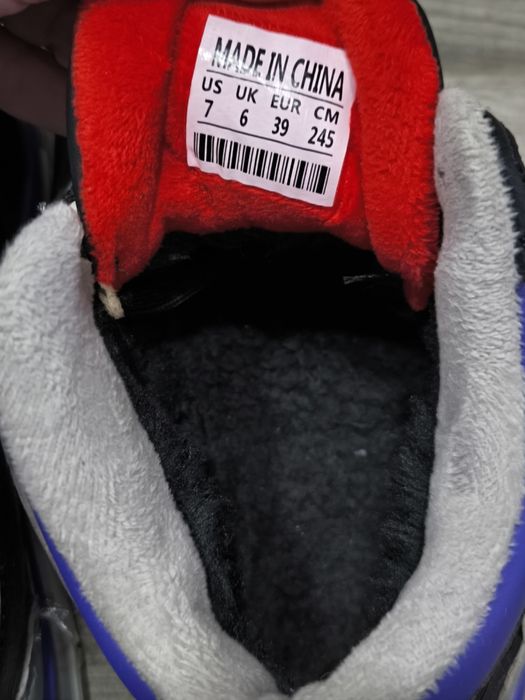 MADE IN CHINA
US UK EUR CM
7 6 39 245